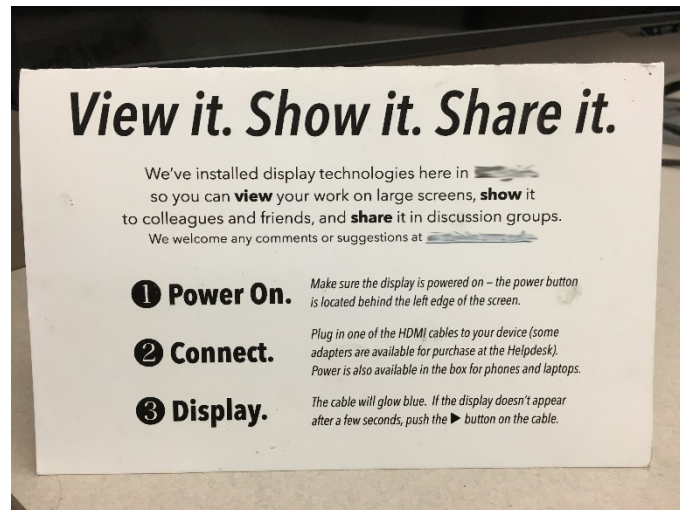 View it. Show it. Share it.
We've installed display technologies here in
so you can view your work on large screens, show it
to colleagues and friends, and share it in discussion groups.
We welcome any comments or suggestions at
❶ Power On.
Make sure the display is powered on – the power button
is located behind the left edge of the screen.
❷ Connect.
Plug in one of the HDMI cables to your device (some
adapters are available for purchase at the Helpdesk).
Power is also available in the box for phones and laptops.
❸ Display.
The cable will glow blue. If the display doesn't appear
after a few seconds, push the ▶ button on the cable.